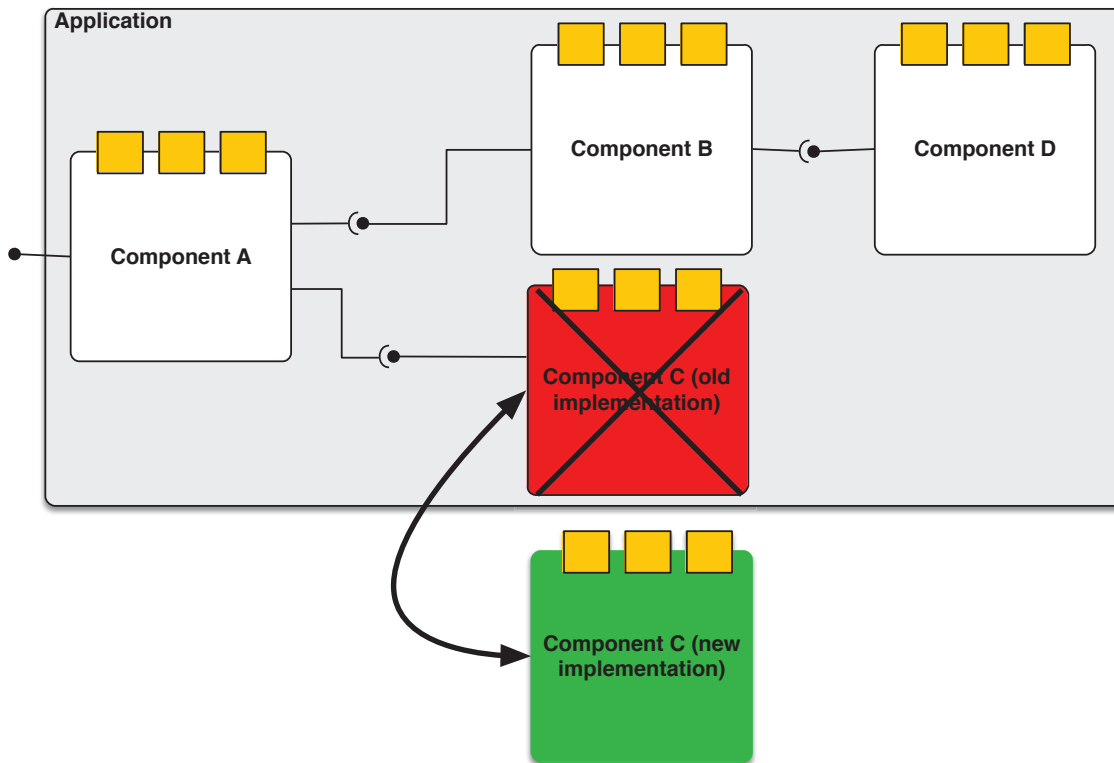 Application
Component B
Component D
Component A
Component C (old
implementation)
Component C (new
implementation)